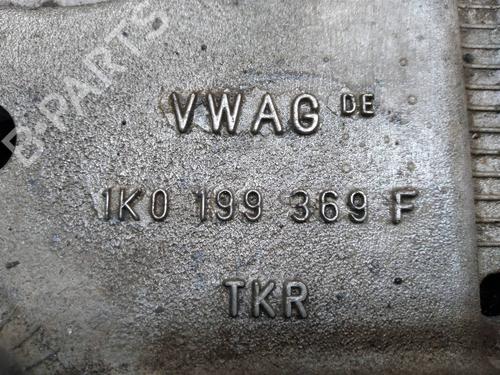 B-PARTS
VWAG DE
1K0 199 369 F
TKR